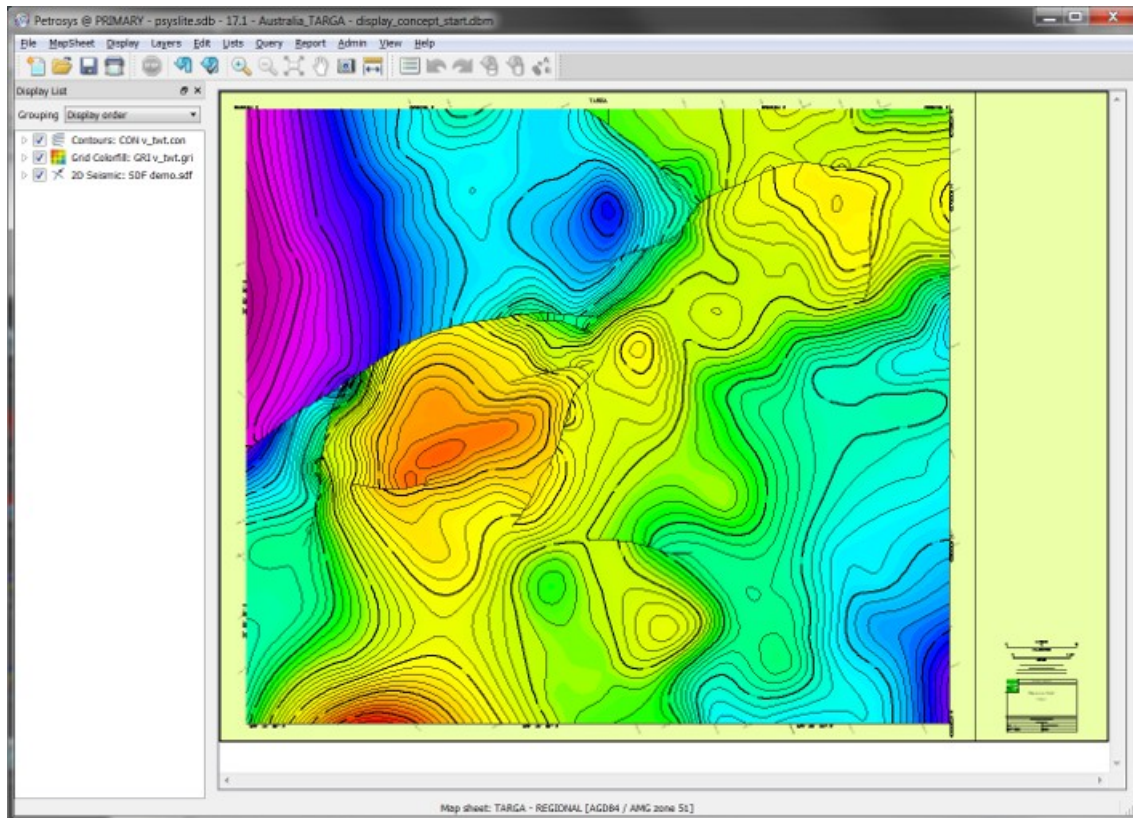 Petrosys @ PRIMARY - psyslite.sdb - 17.1 - Australia_TARGA - display_concept_start.dbm
File MapSheet Display Layers Edit Lists Query Report Admin View Help
Display List
Grouping Display order
Contours: CON v_twt.con
Grid Colorfill: GRI v_twt.gri
2D Seismic: SDF demo.sdf
TARGA
Map sheet: TARGA - REGIONAL [AGD84 / AMG zone 51]